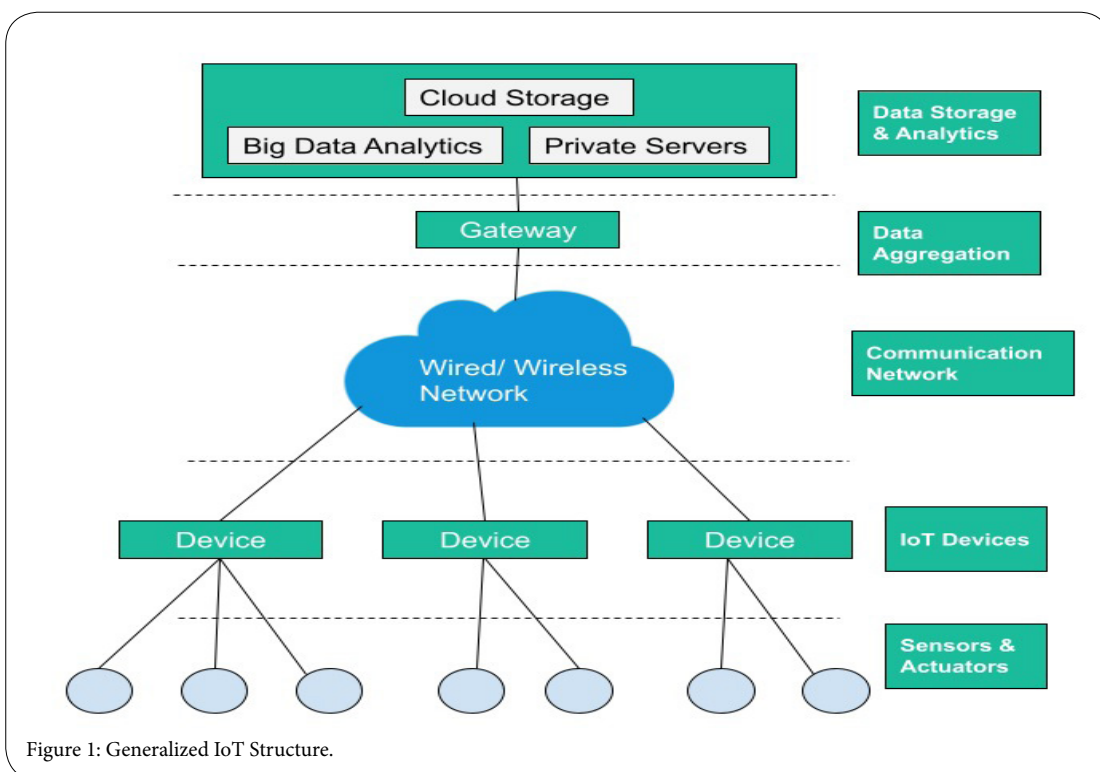 Cloud Storage
Big Data Analytics
Private Servers
Data Storage
& Analytics
Gateway
Data
Aggregation
Wired/ Wireless
Network
Communication
Network
Device
Device
Device
IoT Devices
Sensors &
Actuators
Figure 1: Generalized IoT Structure.